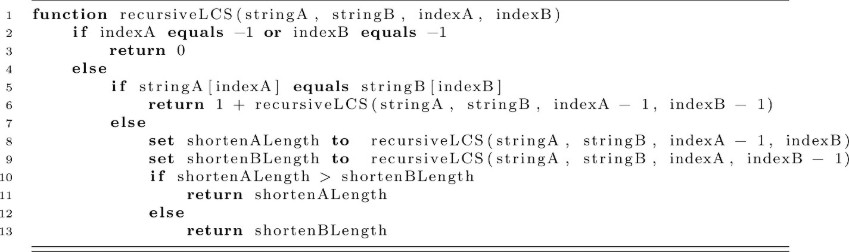 1 function recursiveLCS(stringA, stringB, indexA, indexB)
2 if indexA equals −1 or indexB equals −1
3 return 0
4 else
5 if stringA[indexA] equals stringB[indexB]
6 return 1 + recursiveLCS(stringA, stringB, indexA − 1, indexB − 1)
7 else
8 set shortenALength to recursiveLCS(stringA, stringB, indexA − 1, indexB)
9 set shortenBLength to recursiveLCS(stringA, stringB, indexA, indexB − 1)
10 if shortenALength > shortenBLength
11 return shortenALength
12 else
13 return shortenBLength